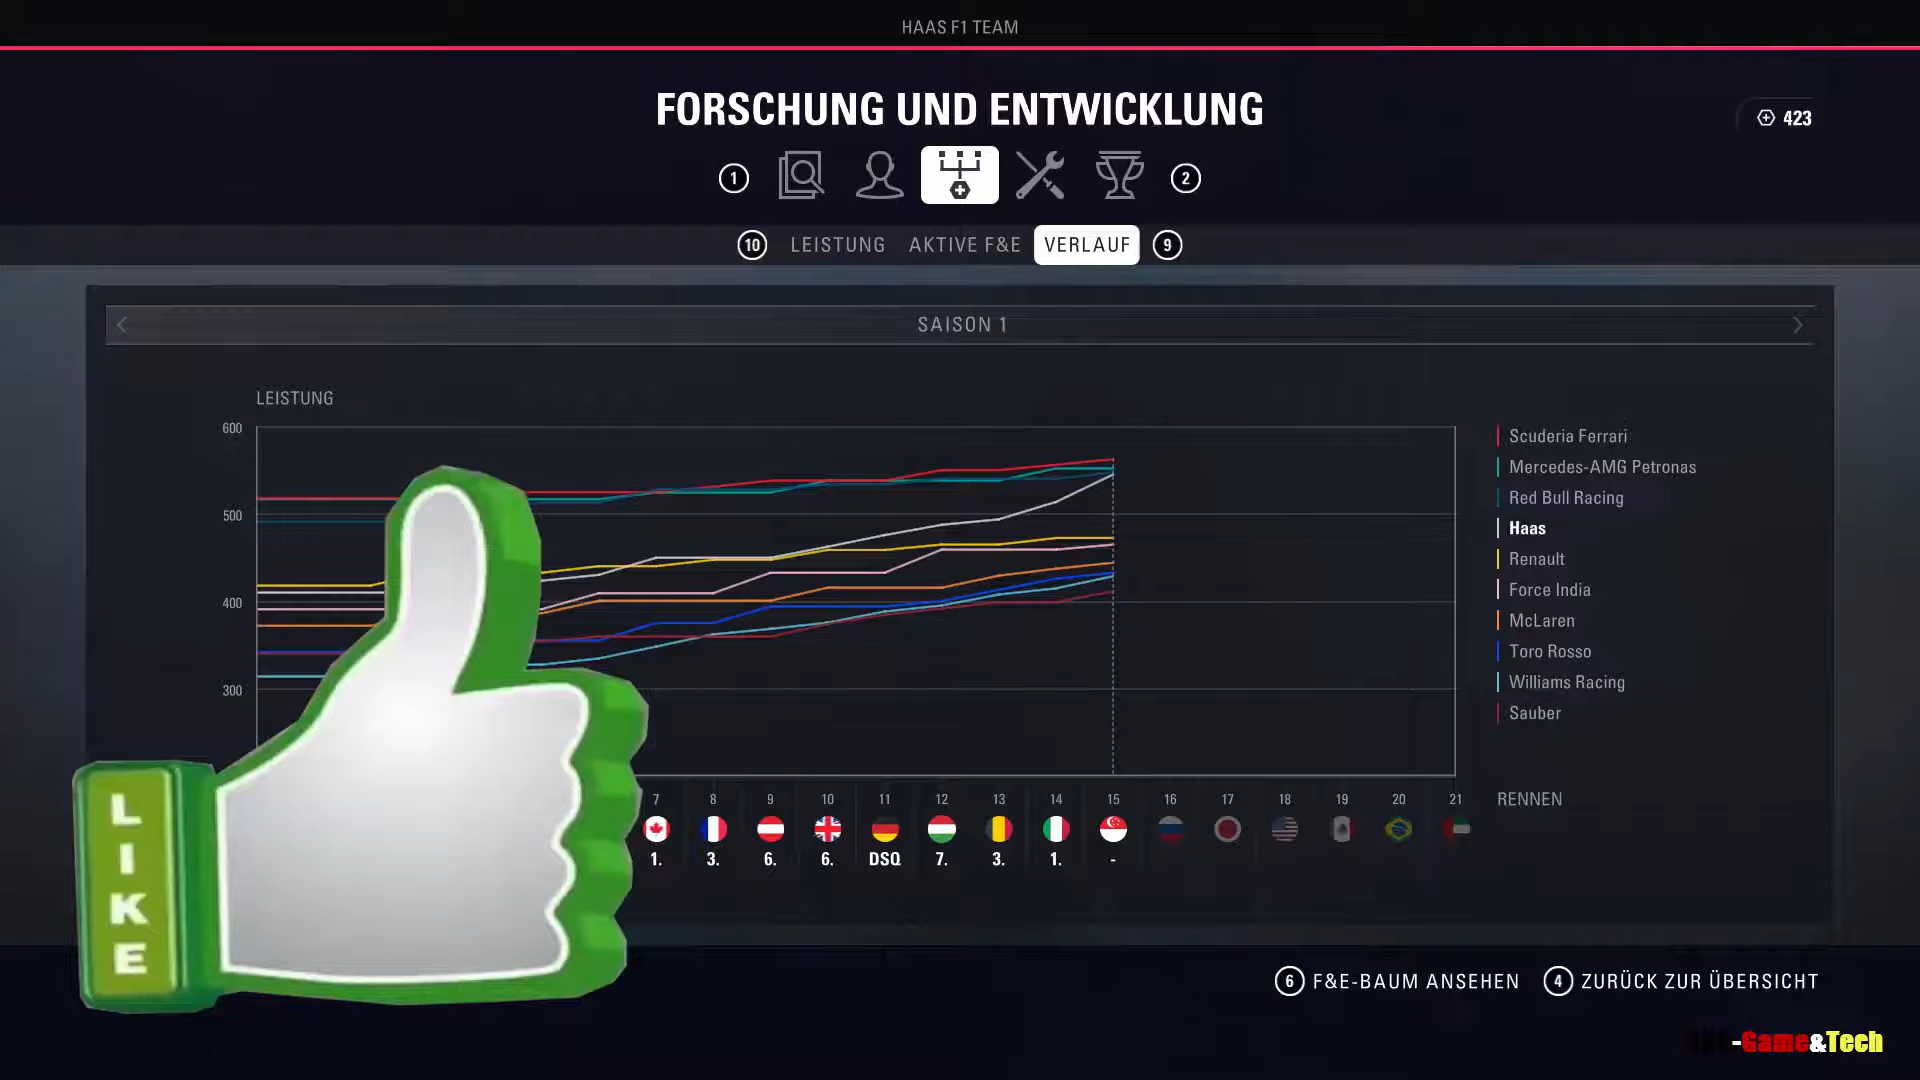 HAAS F1 TEAM
FORSCHUNG UND ENTWICKLUNG
423
1
2
10 LEISTUNG AKTIVE F&E VERLAUF 9
SAISON 1
LEISTUNG
600
500
400
300
Scuderia Ferrari
Mercedes-AMG Petronas
Red Bull Racing
Haas
Renault
Force India
McLaren
Toro Rosso
Williams Racing
Sauber
7 8 9 10 11 12 13 14 15 16 17 18 19 20 21 RENNEN
1. 3. 6. 6. DSQ 7. 3. 1. -
LIKE
6 F&E-BAUM ANSEHEN 4 ZURÜCK ZUR ÜBERSICHT
-Game&Tech